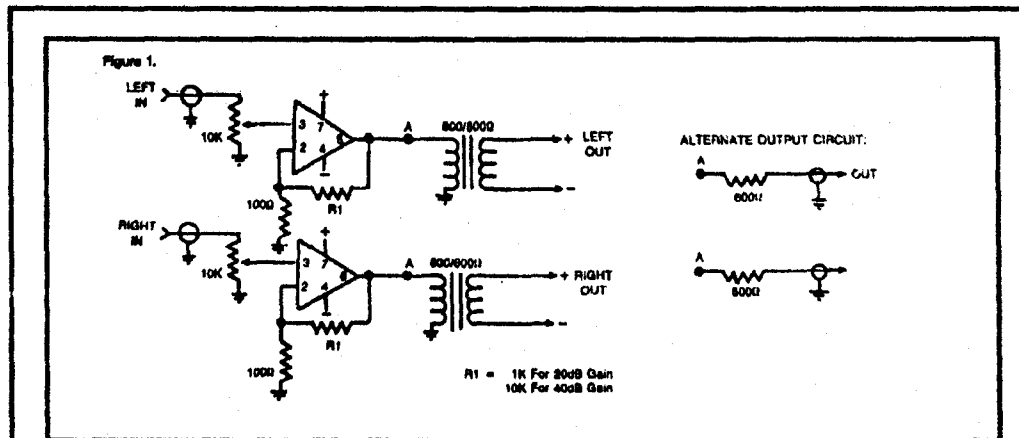 Figure 1.
LEFT
IN
10K
3
2
7
4
+
−
6
A
600/600Ω
+ LEFT
OUT
−
100Ω
R1
ALTERNATE OUTPUT CIRCUIT:
A
OUT
600Ω
RIGHT
IN
10K
3
2
7
4
+
−
6
A
600/600Ω
+ RIGHT
OUT
−
100Ω
R1
A
600Ω
R1 = 1K For 20dB Gain
10K For 40dB Gain